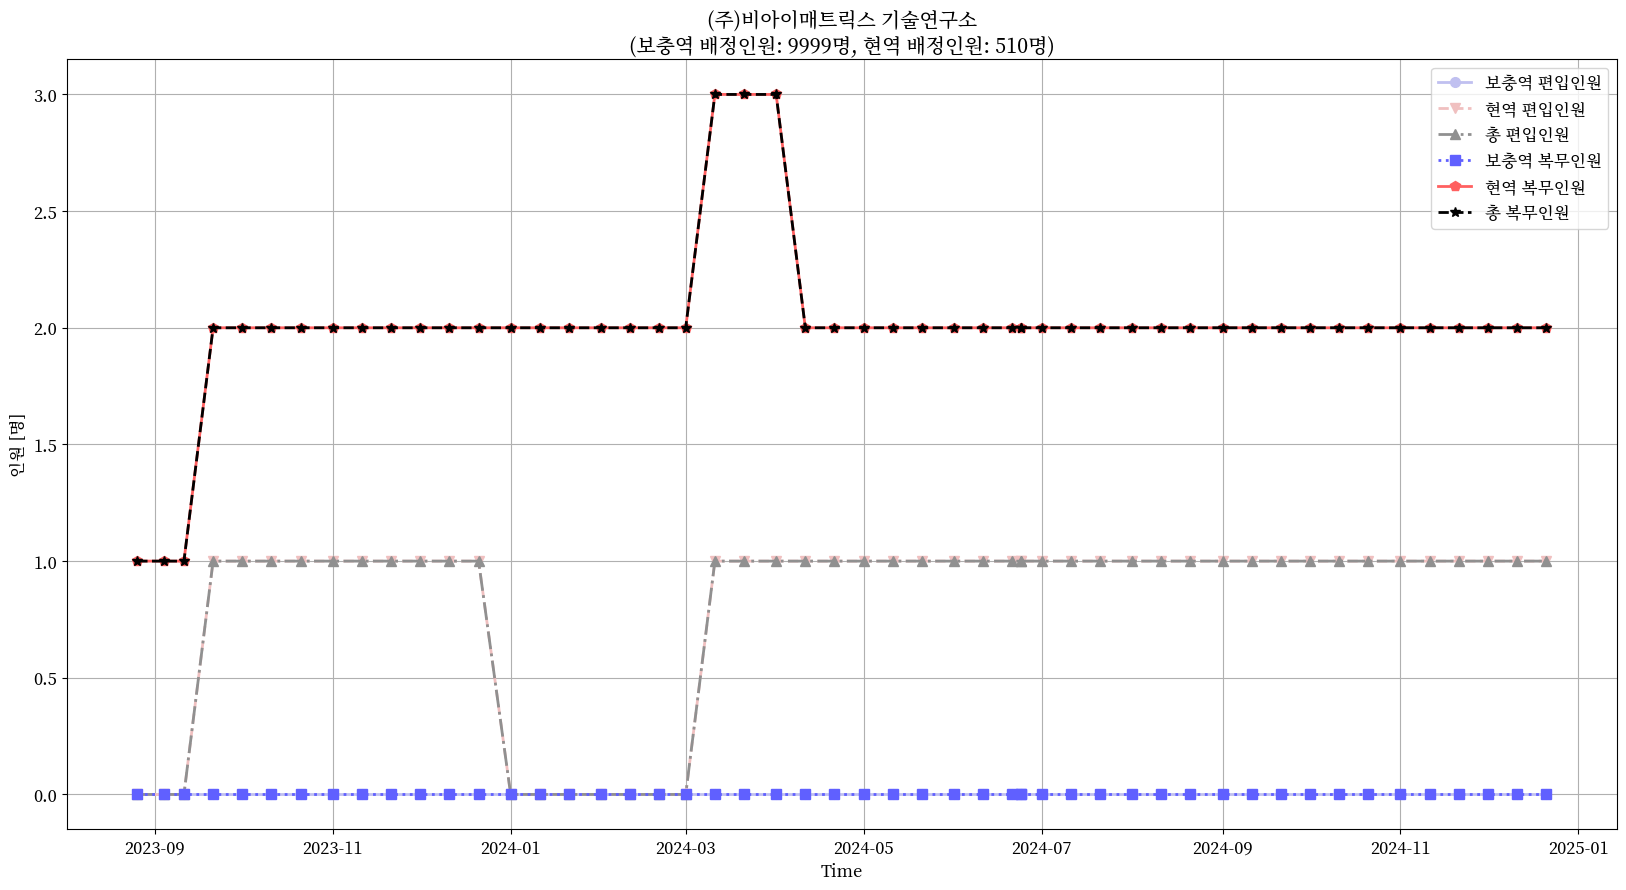 (주)비아이매트릭스 기술연구소
(보충역 배정인원: 9999명, 현역 배정인원: 510명)
보충역 편입인원
현역 편입인원
총 편입인원
보충역 복무인원
현역 복무인원
총 복무인원
인원 [명]
3.0
2.5
2.0
1.5
1.0
0.5
0.0
2023-09 2023-11 2024-01 2024-03 2024-05 2024-07 2024-09 2024-11 2025-01
Time